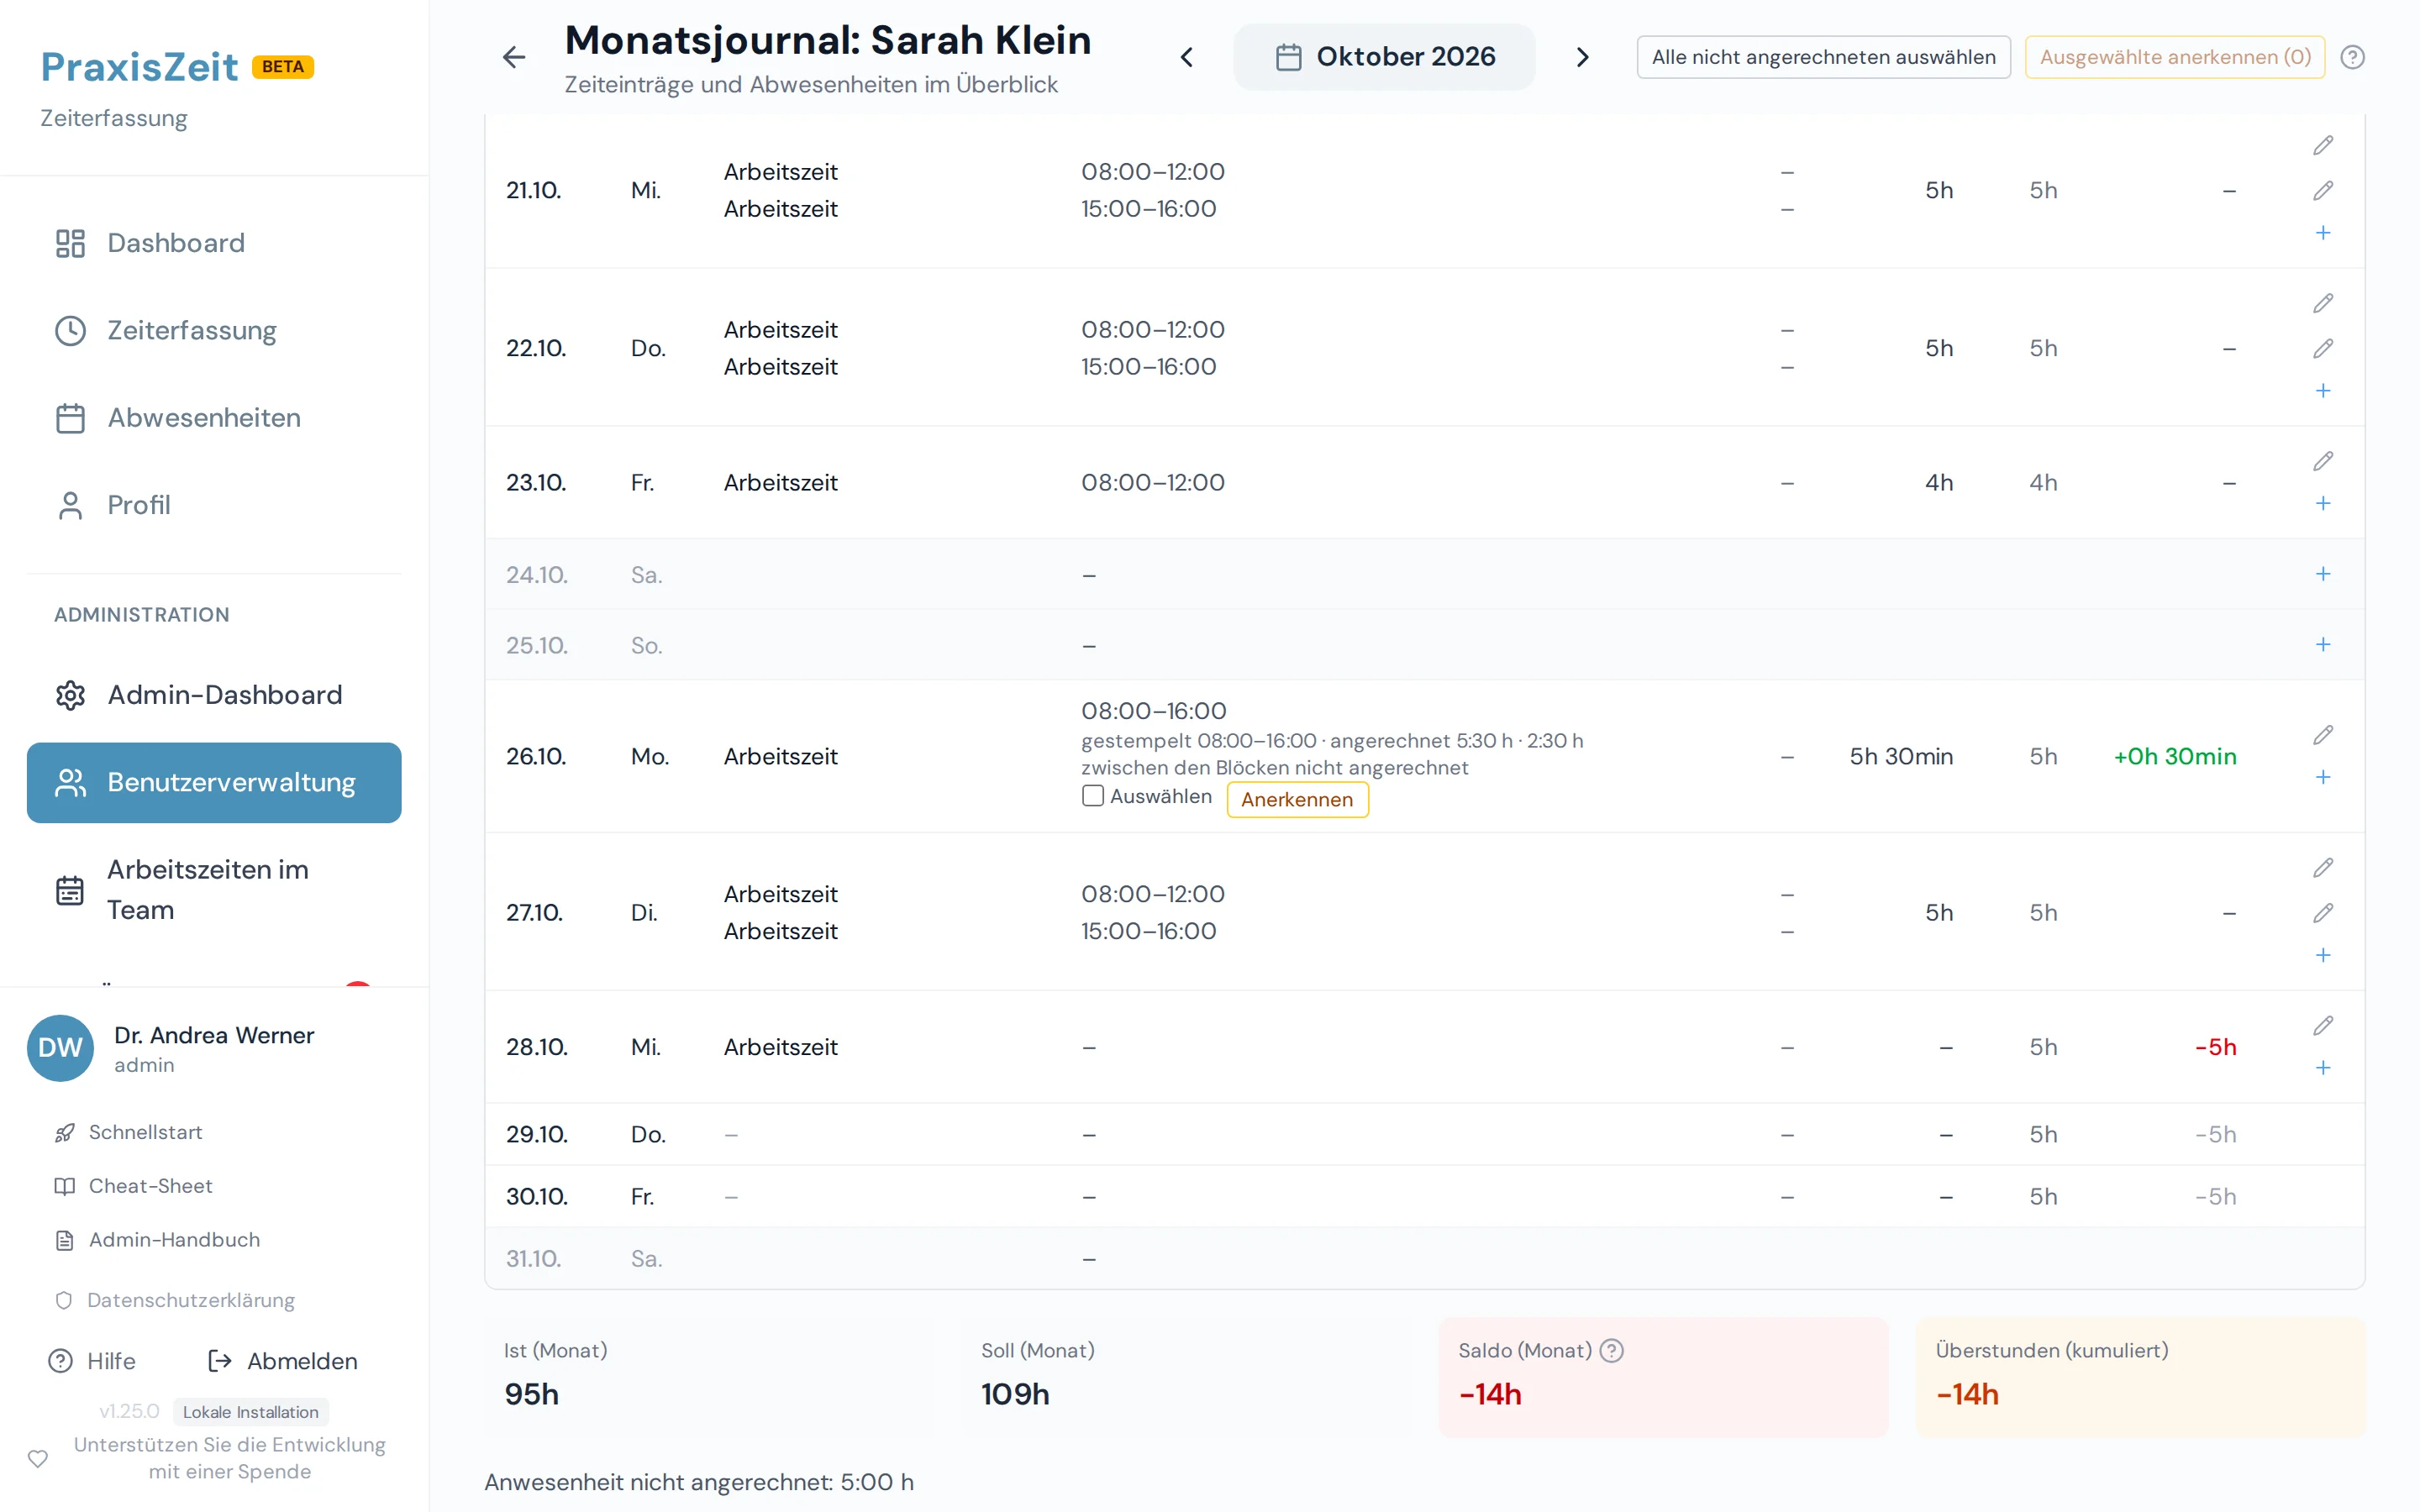 PraxisZeit BETA
Zeiterfassung
Dashboard
Zeiterfassung
Abwesenheiten
Profil
ADMINISTRATION
Admin-Dashboard
Benutzerverwaltung
Arbeitszeiten im
Team
DW
Dr. Andrea Werner
admin
Schnellstart
Cheat-Sheet
Admin-Handbuch
Datenschutzerklärung
Hilfe Abmelden
v1.25.0 Lokale Installation
Unterstützen Sie die Entwicklung
mit einer Spende
Monatsjournal: Sarah Klein
Zeiteinträge und Abwesenheiten im Überblick
Oktober 2026
Alle nicht angerechneten auswählen
Ausgewählte anerkennen (0)
21.10. Mi. Arbeitszeit 08:00–12:00 – 5h 5h –
Arbeitszeit 15:00–16:00 –
22.10. Do. Arbeitszeit 08:00–12:00 – 5h 5h –
Arbeitszeit 15:00–16:00 –
23.10. Fr. Arbeitszeit 08:00–12:00 – 4h 4h –
24.10. Sa. –
25.10. So. –
26.10. Mo. Arbeitszeit 08:00–16:00 – 5h 30min 5h +0h 30min
gestempelt 08:00–16:00 · angerechnet 5:30 h · 2:30 h
zwischen den Blöcken nicht angerechnet
Auswählen Anerkennen
27.10. Di. Arbeitszeit 08:00–12:00 – 5h 5h –
Arbeitszeit 15:00–16:00 –
28.10. Mi. Arbeitszeit – – – 5h -5h
29.10. Do. – – – – 5h -5h
30.10. Fr. – – – – 5h -5h
31.10. Sa. –
Ist (Monat)
95h
Soll (Monat)
109h
Saldo (Monat)
-14h
Überstunden (kumuliert)
-14h
Anwesenheit nicht angerechnet: 5:00 h